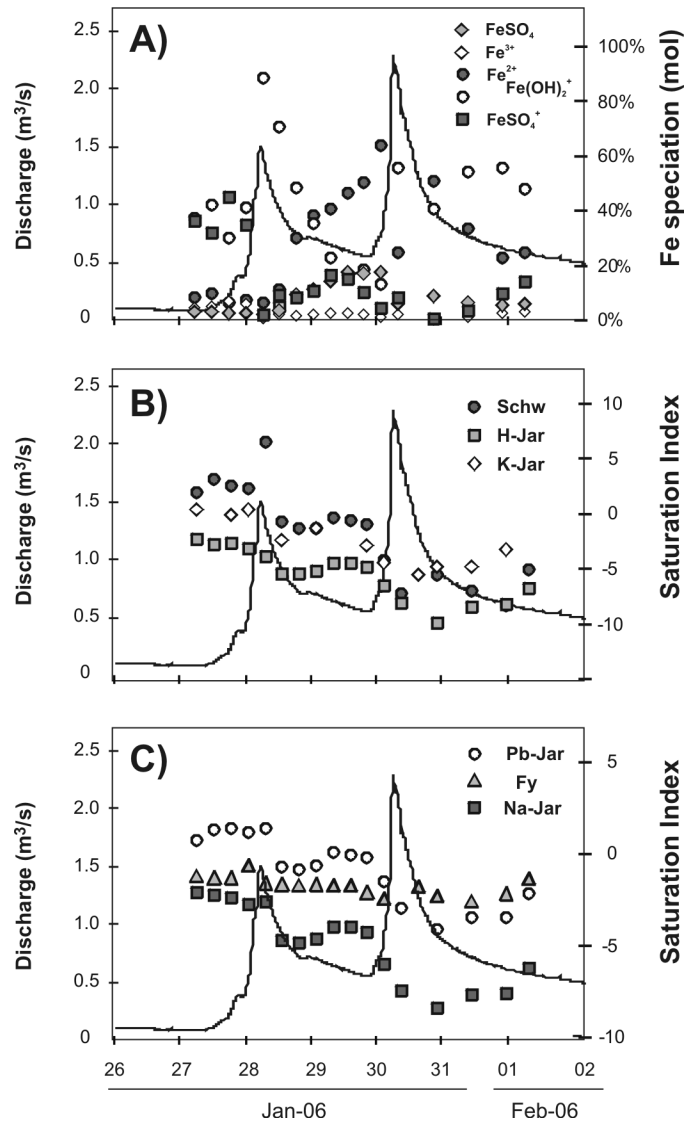 A)
2.5
2.0
1.5
1.0
0.5
0
Discharge (m³/s)
FeSO₄
Fe³⁺
Fe²⁺
Fe(OH)₂⁺
FeSO₄⁺
100%
80%
60%
40%
20%
0%
Fe speciation (mol)
B)
2.5
2.0
1.5
1.0
0.5
0
Discharge (m³/s)
Schw
H-Jar
K-Jar
10
5
0
-5
-10
Saturation Index
C)
2.5
2.0
1.5
1.0
0.5
0
Discharge (m³/s)
Pb-Jar
Fy
Na-Jar
5
0
-5
-10
Saturation Index
26 27 28 29 30 31 01 02
Jan-06 Feb-06